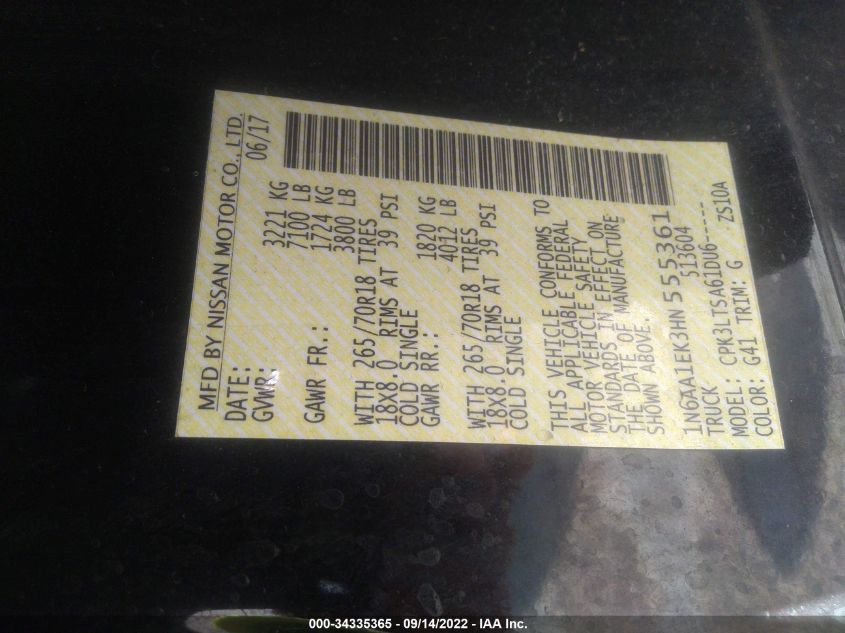 MFD BY NISSAN MOTOR CO., LTD.
DATE: 06/17
GVWR: 3221 KG
7100 LB
GAWR FR.: 1724 KG
3800 LB
WITH 265/70R18 TIRES
18X8.0 RIMS AT 39 PSI
COLD SINGLE
GAWR RR.: 1820 KG
4012 LB
WITH 265/70R18 TIRES
18X8.0 RIMS AT 39 PSI
COLD SINGLE
THIS VEHICLE CONFORMS TO
ALL APPLICABLE FEDERAL
MOTOR VEHICLE SAFETY
STANDARDS IN EFFECT ON
THE DATE OF MANUFACTURE
SHOWN ABOVE.
1N6AA1EK3HN555361
TRUCK 513604
MODEL: CPK3LTSA61DU6-----
COLOR: G41 TRIM: G ZS10A
000-34335365 - 09/14/2022 - IAA Inc.